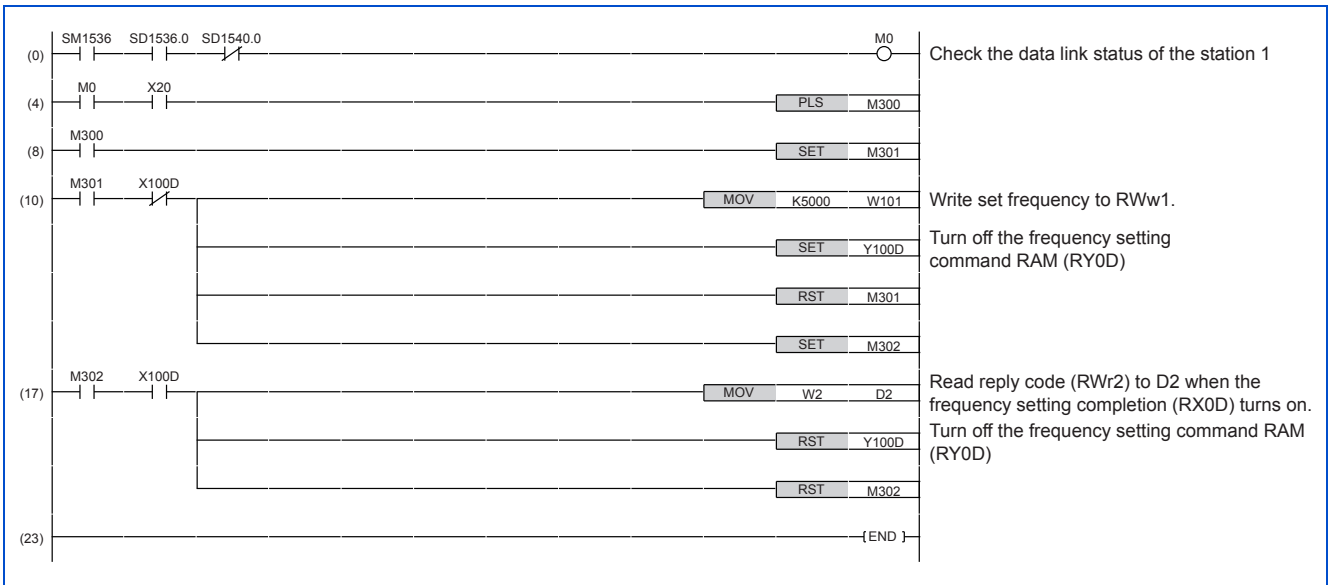 SM1536 SD1536.0 SD1540.0 M0
(0) Check the data link status of the station 1
M0 X20
(4) PLS M300
M300
(8) SET M301
M301 X100D
(10) MOV K5000 W101 Write set frequency to RWw1.
SET Y100D Turn off the frequency setting
command RAM (RY0D)
RST M301
SET M302
M302 X100D
(17) MOV W2 D2 Read reply code (RWr2) to D2 when the
frequency setting completion (RX0D) turns on.
RST Y100D Turn off the frequency setting command RAM
(RY0D)
RST M302
(23) END